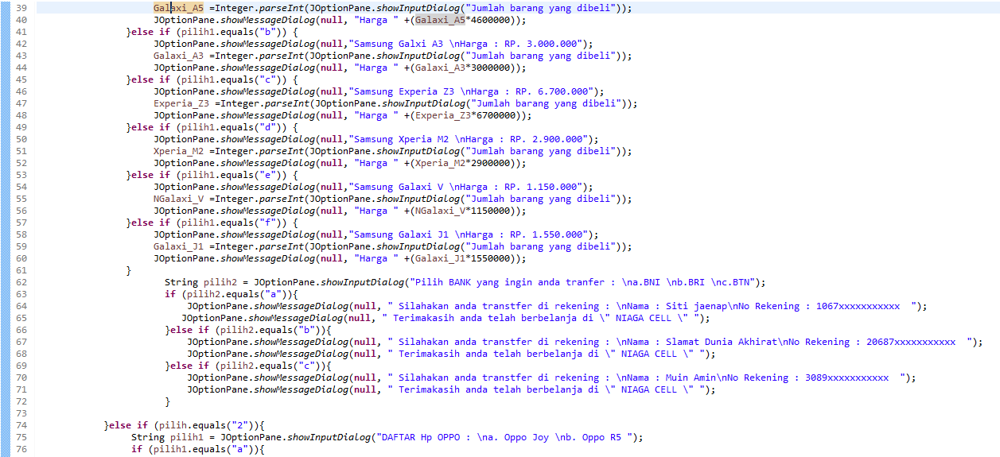 39 Galaxi_A5 =Integer.parseInt(JOptionPane.showInputDialog("Jumlah barang yang dibeli"));
40 JOptionPane.showMessageDialog(null, "Harga " +(Galaxi_A5*4600000));
41 }else if (pilih1.equals("b")) {
42 JOptionPane.showMessageDialog(null,"Samsung Galxi A3 \nHarga : RP. 3.000.000");
43 Galaxi_A3 =Integer.parseInt(JOptionPane.showInputDialog("Jumlah barang yang dibeli"));
44 JOptionPane.showMessageDialog(null, "Harga " +(Galaxi_A3*3000000));
45 }else if (pilih1.equals("c")) {
46 JOptionPane.showMessageDialog(null,"Samsung Experia Z3 \nHarga : RP. 6.700.000");
47 Experia_Z3 =Integer.parseInt(JOptionPane.showInputDialog("Jumlah barang yang dibeli"));
48 JOptionPane.showMessageDialog(null, "Harga " +(Experia_Z3*6700000));
49 }else if (pilih1.equals("d")) {
50 JOptionPane.showMessageDialog(null,"Samsung Xperia M2 \nHarga : RP. 2.900.000");
51 Xperia_M2 =Integer.parseInt(JOptionPane.showInputDialog("Jumlah barang yang dibeli"));
52 JOptionPane.showMessageDialog(null, "Harga " +(Xperia_M2*2900000));
53 }else if (pilih1.equals("e")) {
54 JOptionPane.showMessageDialog(null,"Samsung Galaxi V \nHarga : RP. 1.150.000");
55 NGalaxi_V =Integer.parseInt(JOptionPane.showInputDialog("Jumlah barang yang dibeli"));
56 JOptionPane.showMessageDialog(null, "Harga " +(NGalaxi_V*1150000));
57 }else if (pilih1.equals("f")) {
58 JOptionPane.showMessageDialog(null,"Samsung Galaxi J1 \nHarga : RP. 1.550.000");
59 Galaxi_J1 =Integer.parseInt(JOptionPane.showInputDialog("Jumlah barang yang dibeli"));
60 JOptionPane.showMessageDialog(null, "Harga " +(Galaxi_J1*1550000));
61 }
62 String pilih2 = JOptionPane.showInputDialog("Pilih BANK yang ingin anda tranfer : \na.BNI \nb.BRI \nc.BTN");
63 if (pilih2.equals("a")){
64 JOptionPane.showMessageDialog(null, " Silahakan anda transtfer di rekening : \nNama : Siti jaenap\nNo Rekening : 1067xxxxxxxxxxx  ");
65 JOptionPane.showMessageDialog(null, " Terimakasih anda telah berbelanja di \" NIAGA CELL \" ");
66 }else if (pilih2.equals("b")){
67 JOptionPane.showMessageDialog(null, " Silahakan anda transtfer di rekening : \nNama : Slamat Dunia Akhirat\nNo Rekening : 20687xxxxxxxxxxx  ");
68 JOptionPane.showMessageDialog(null, " Terimakasih anda telah berbelanja di \" NIAGA CELL \" ");
69 }else if (pilih2.equals("c")){
70 JOptionPane.showMessageDialog(null, " Silahakan anda transtfer di rekening : \nNama : Muin Amin\nNo Rekening : 3089xxxxxxxxxxx  ");
71 JOptionPane.showMessageDialog(null, " Terimakasih anda telah berbelanja di \" NIAGA CELL \" ");
72 }
73
74 }else if (pilih.equals("2")){
75 String pilih1 = JOptionPane.showInputDialog("DAFTAR Hp OPPO : \na. Oppo Joy \nb. Oppo R5 ");
76 if (pilih1.equals("a")){